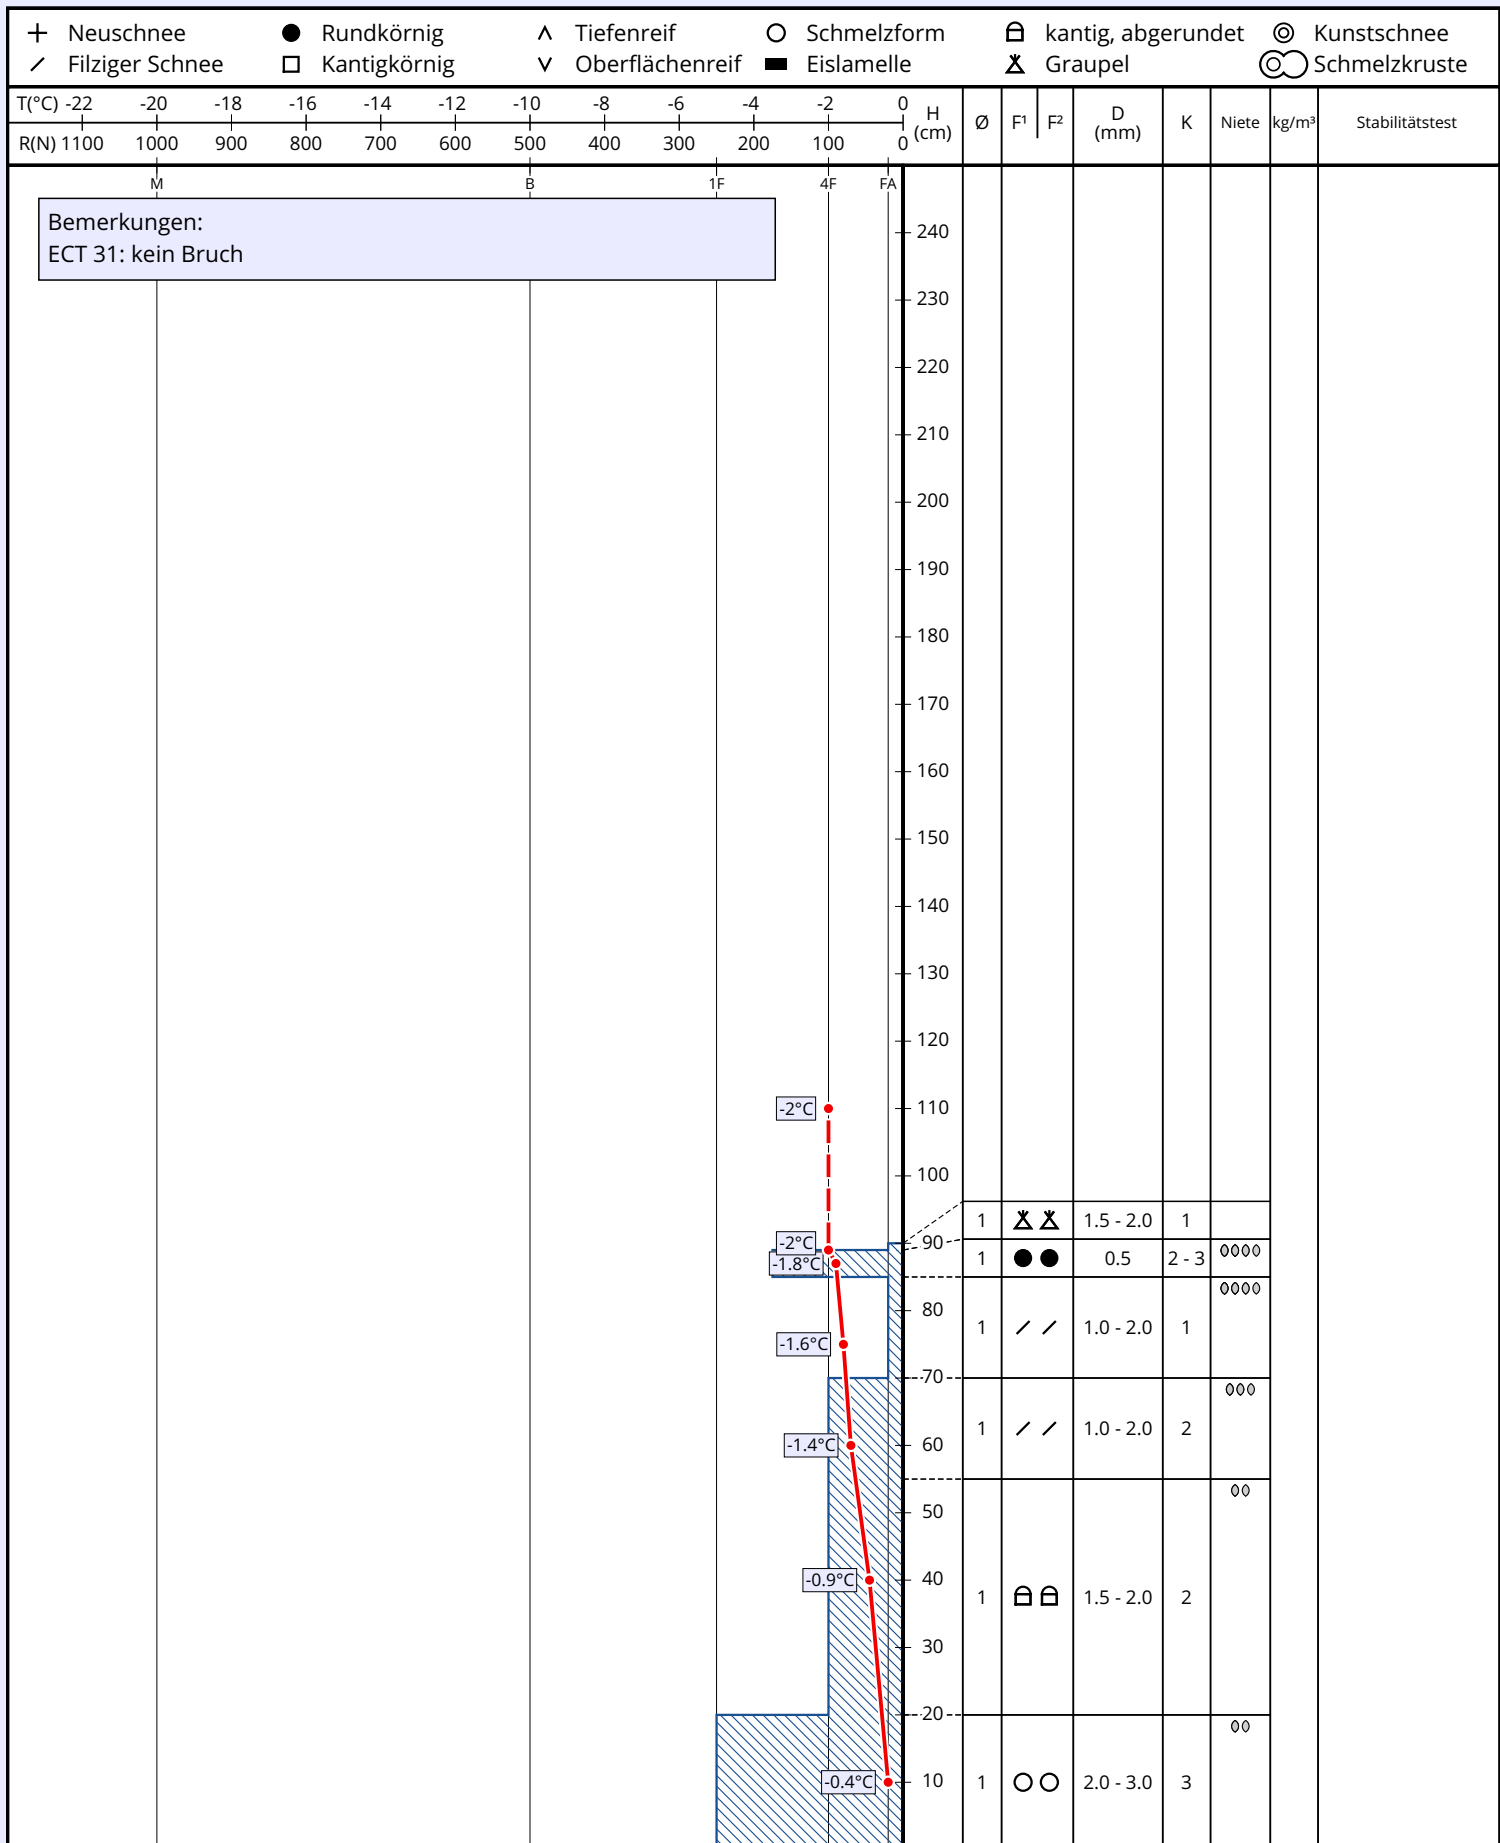 Neuschnee Rundkörnig Tiefenreif Schmelzform kantig, abgerundet Kunstschnee
Filziger Schnee Kantigkörnig Oberflächenreif Eislamelle Graupel Schmelzkruste
T(°C) -22 -20 -18 -16 -14 -12 -10 -8 -6 -4 -2 0
H (cm) Ø F¹ F² D (mm) K Niete kg/m³ Stabilitätstest
R(N) 1100 1000 900 800 700 600 500 400 300 200 100 0
M B 1F 4F FA
Bemerkungen:
ECT 31: kein Bruch
240
230
220
210
200
190
180
170
160
150
140
130
120
-2°C 110
100
1 1.5 - 2.0 1
-2°C 90
-1.8°C 1 0.5 2 - 3
80
1 1.0 - 2.0 1
-1.6°C
70
1 1.0 - 2.0 2
-1.4°C 60
50
-0.9°C 40
1 1.5 - 2.0 2
30
20
-0.4°C 10 1 2.0 - 3.0 3